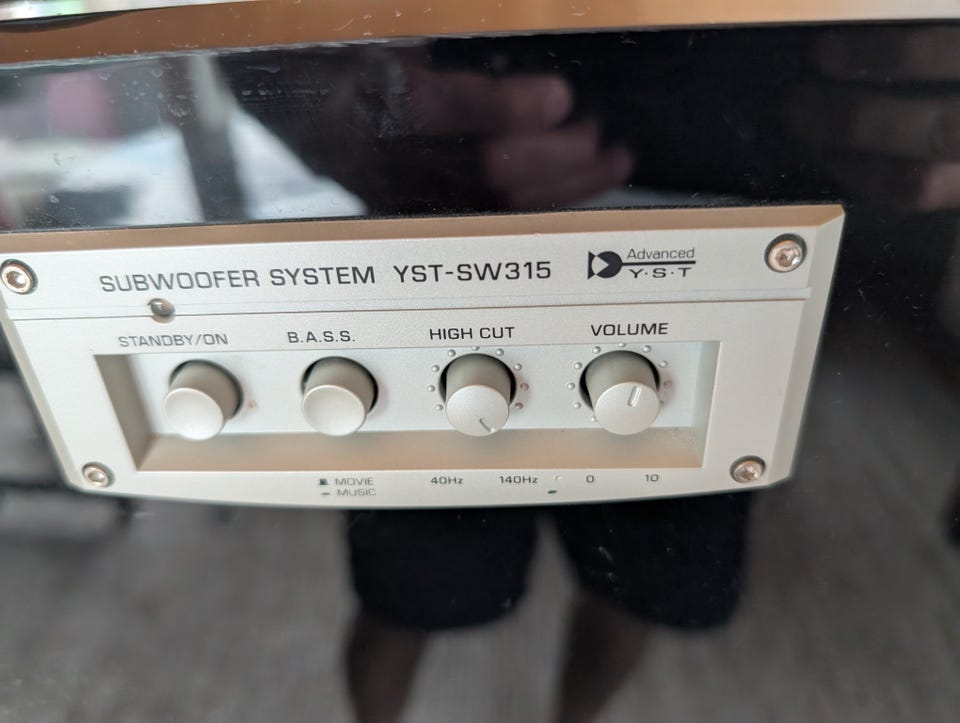 SUBWOOFER SYSTEM YST-SW315
Advanced
Y·S·T
STANDBY/ON
B.A.S.S.
HIGH CUT
VOLUME
MOVIE
MUSIC
40Hz
140Hz
0
10